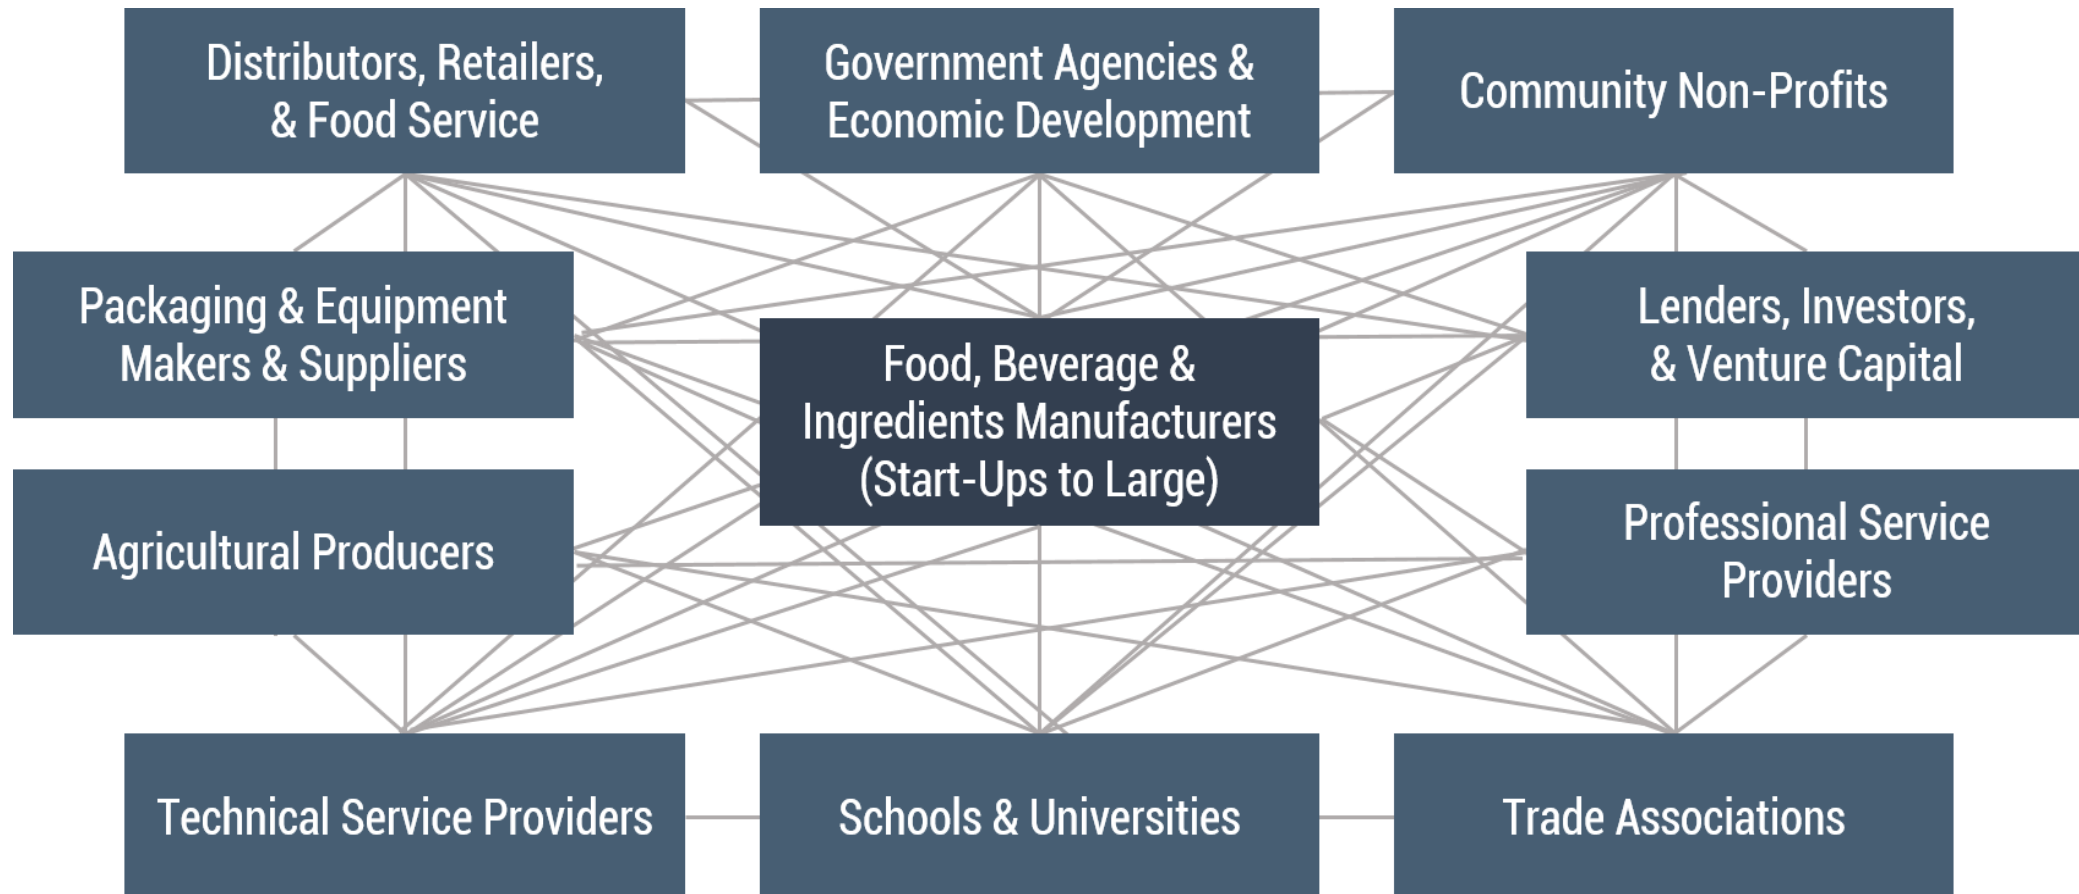 Distributors, Retailers,
& Food Service
Government Agencies &
Economic Development
Community Non-Profits
Packaging & Equipment
Makers & Suppliers
Food, Beverage &
Ingredients Manufacturers
(Start-Ups to Large)
Lenders, Investors,
& Venture Capital
Agricultural Producers
Professional Service
Providers
Technical Service Providers
Schools & Universities
Trade Associations